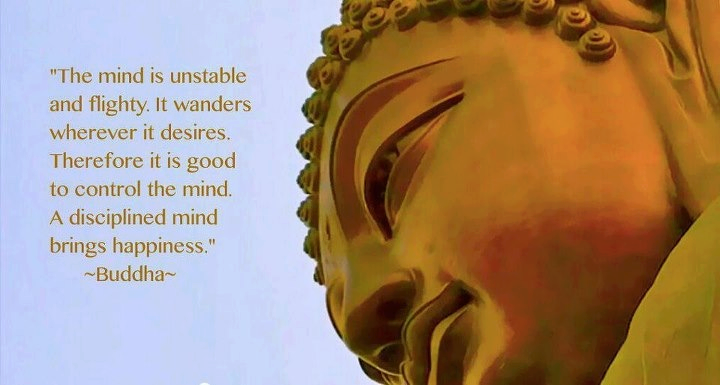 "The mind is unstable
and flighty. It wanders
wherever it desires.
Therefore it is good
to control the mind.
A disciplined mind
brings happiness."
~Buddha~